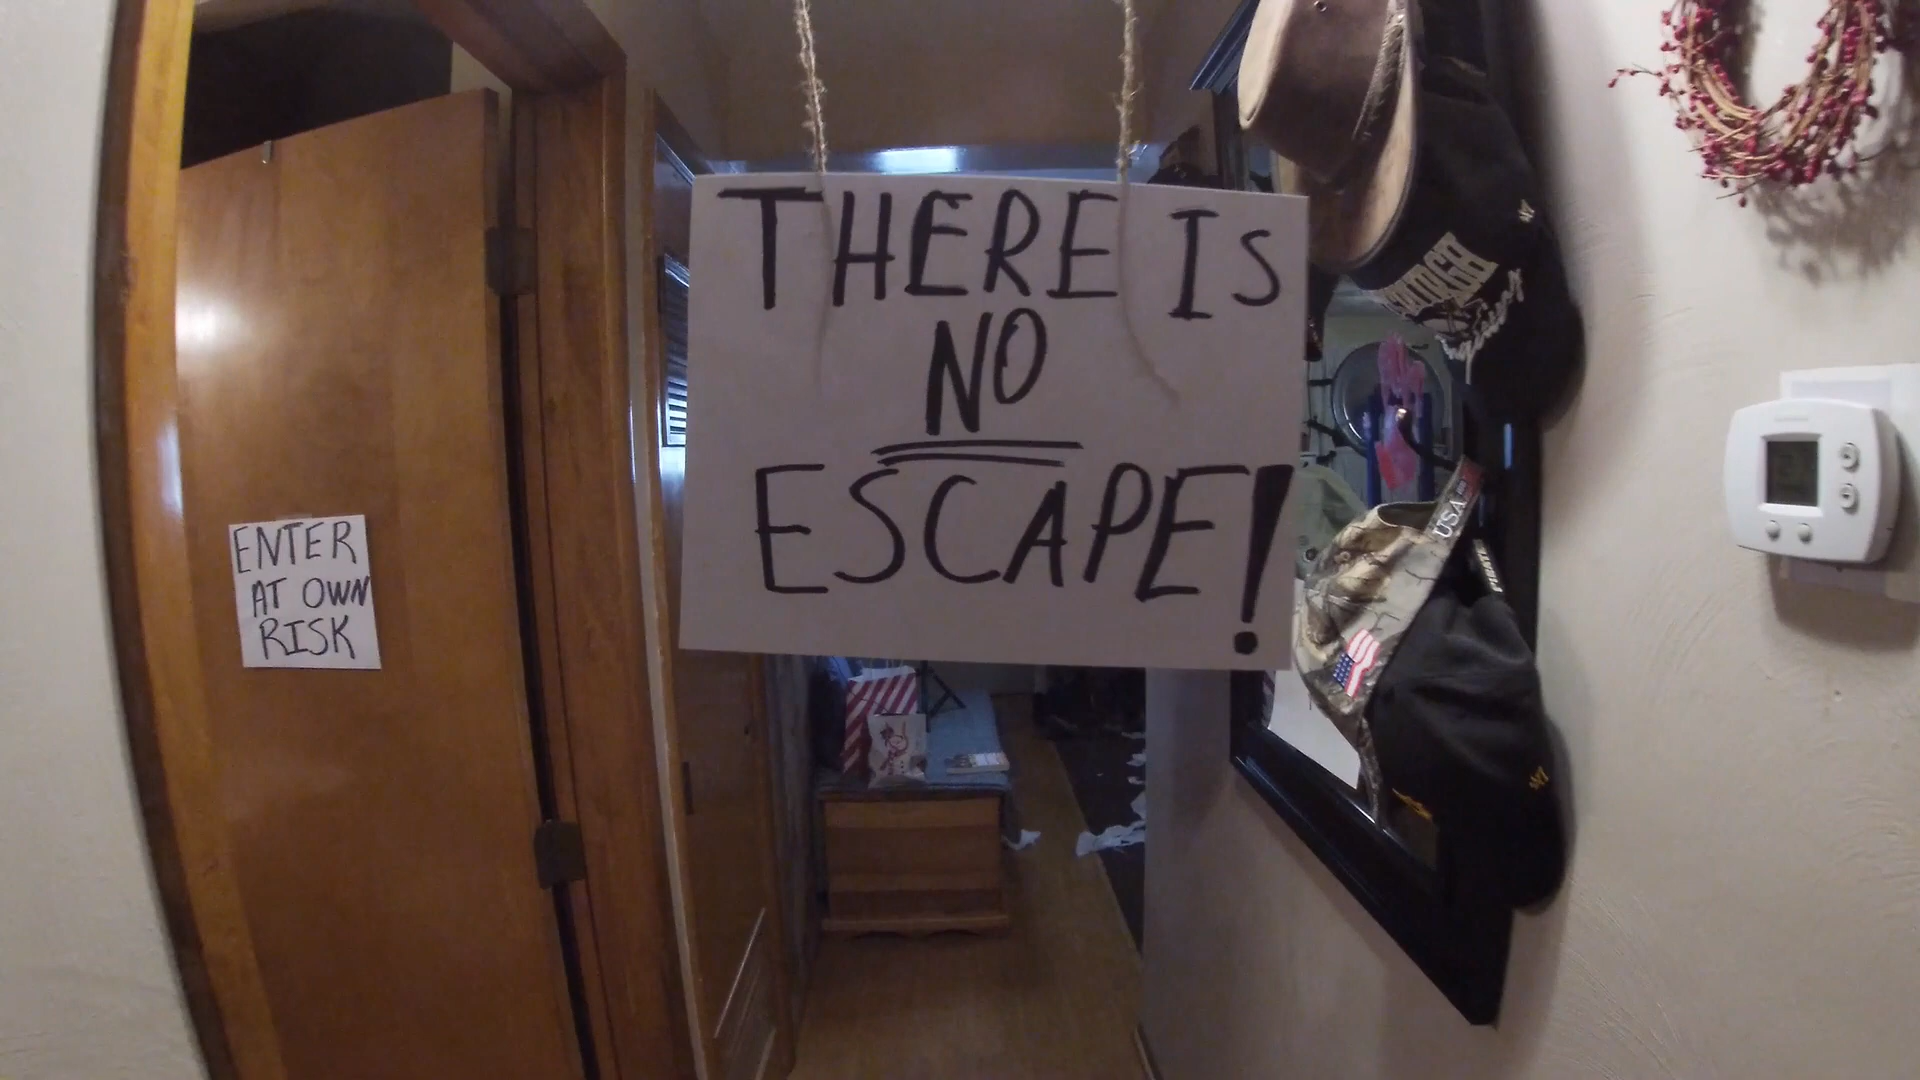 THERE IS
NO
ESCAPE!
ENTER
AT OWN
RISK
USA